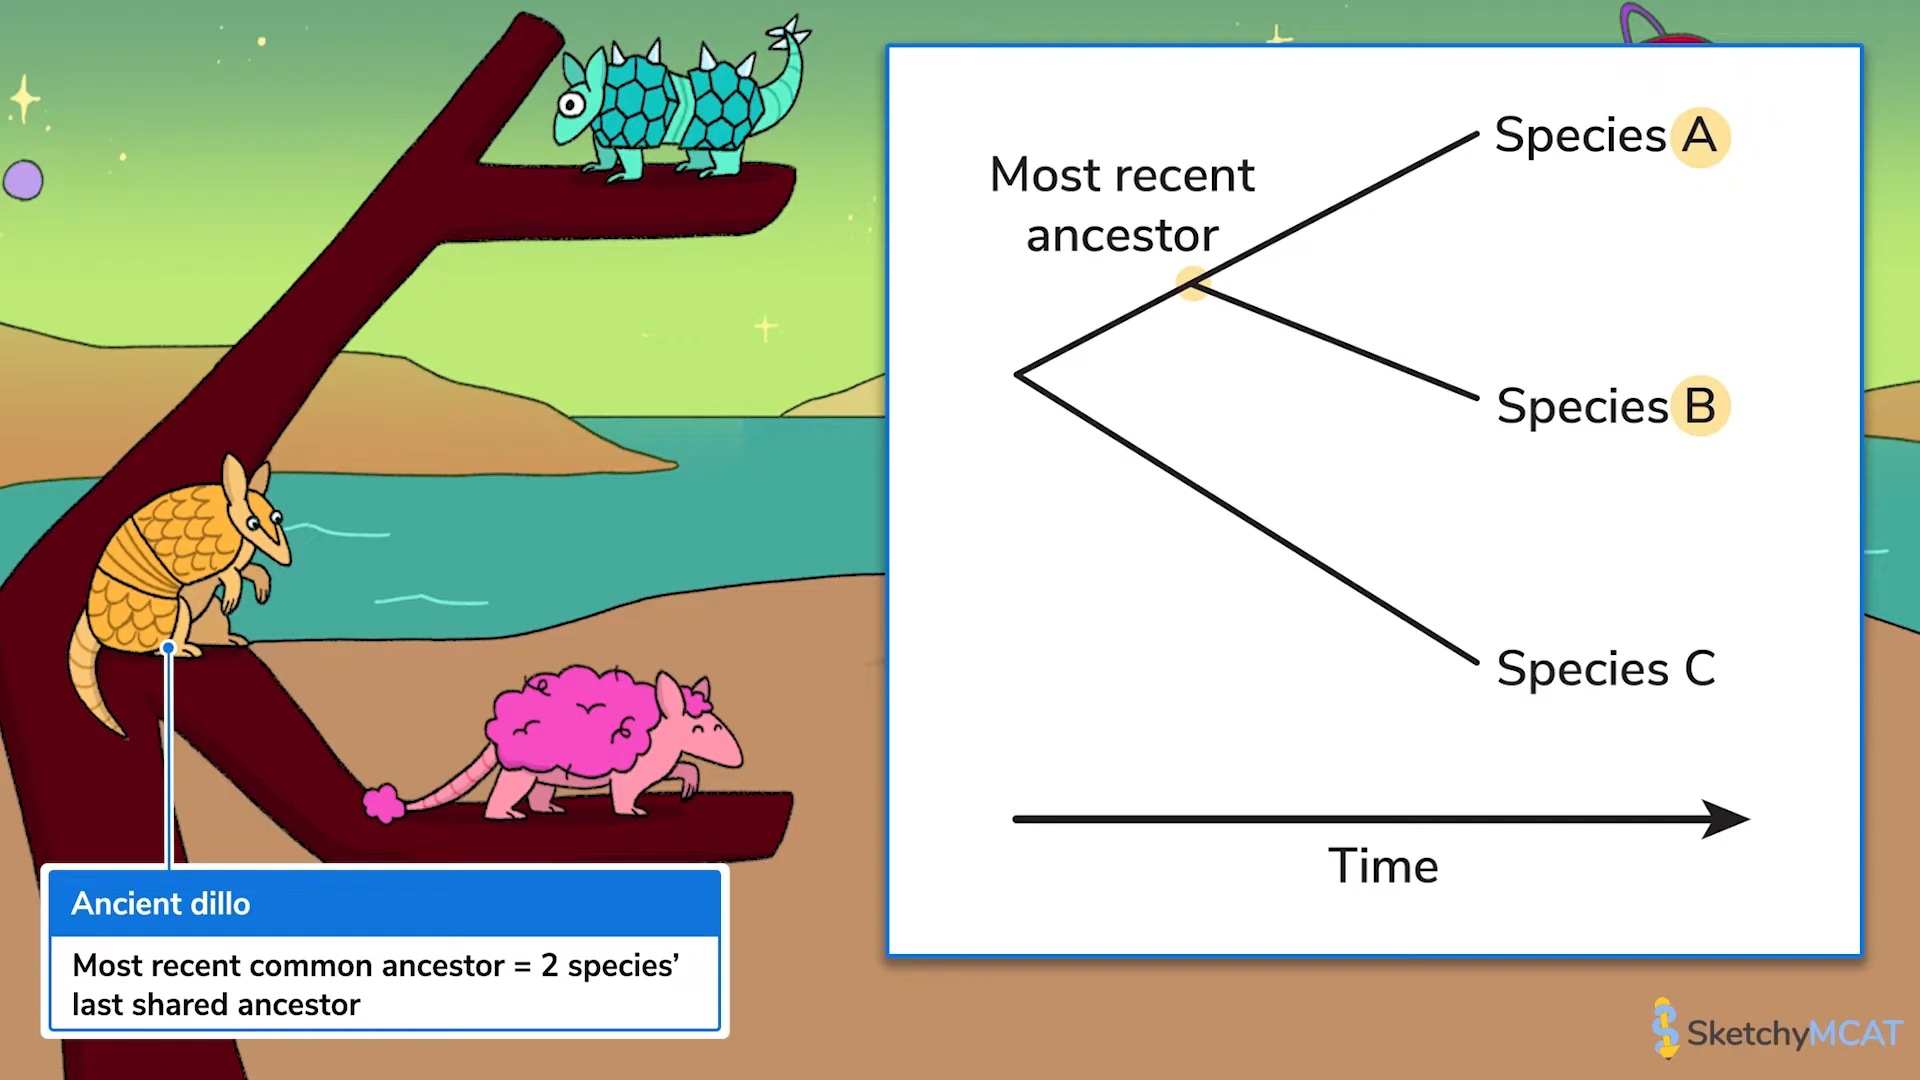 Most recent
ancestor
Species A
Species B
Species C
Time
Ancient dillo
Most recent common ancestor = 2 species’
last shared ancestor
SketchyMCAT